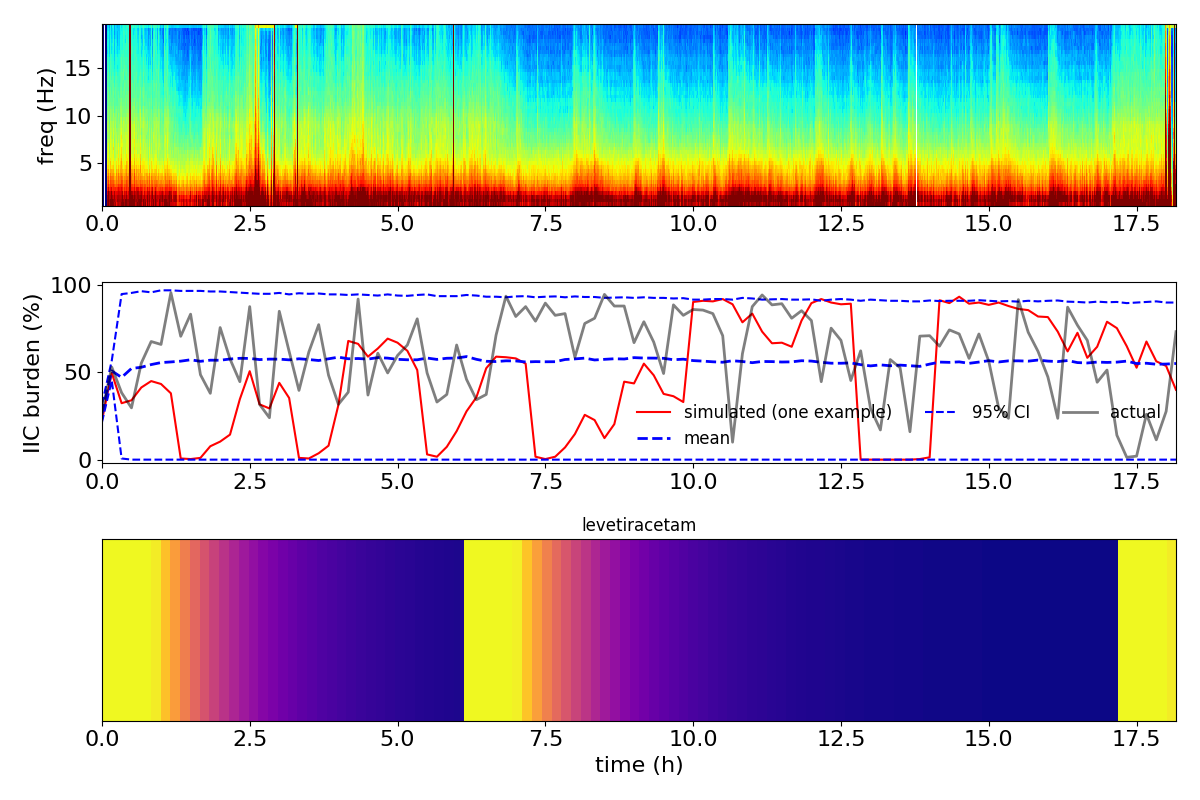 freq (Hz)
15
10
5
0.0 2.5 5.0 7.5 10.0 12.5 15.0 17.5
IIC burden (%)
100
50
0
simulated (one example) 95% CI actual
mean
0.0 2.5 5.0 7.5 10.0 12.5 15.0 17.5
levetiracetam
0.0 2.5 5.0 7.5 10.0 12.5 15.0 17.5
time (h)